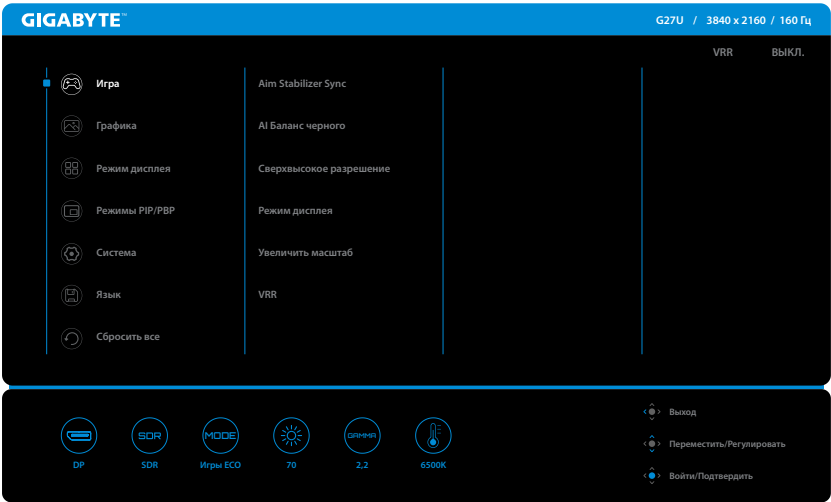 GIGABYTE™
G27U / 3840 x 2160 / 160 Гц
VRR ВЫКЛ.
Игра
Графика
Режим дисплея
Режимы PIP/PBP
Система
Язык
Сбросить все
Aim Stabilizer Sync
AI Баланс черного
Сверхвысокое разрешение
Режим дисплея
Увеличить масштаб
VRR
SDR
MODE
GAMMA
DP
SDR
Игры ECO
70
2,2
6500K
Выход
Переместить/Регулировать
Войти/Подтвердить